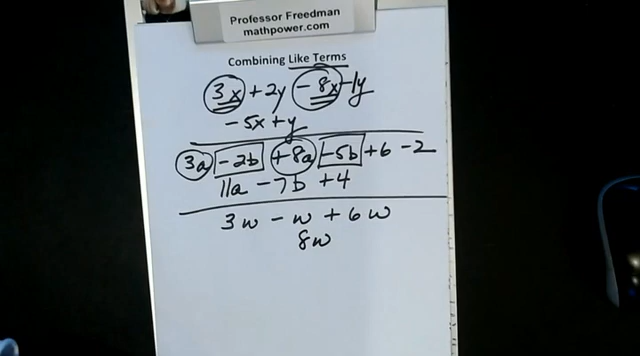 Professor Freedman
mathpower.com
Combining Like Terms
3x + 2y - 8x - 1y
- 5x + y
3a - 2b + 8a - 5b + 6 - 2
11a - 7b + 4
3w - w + 6w
8w